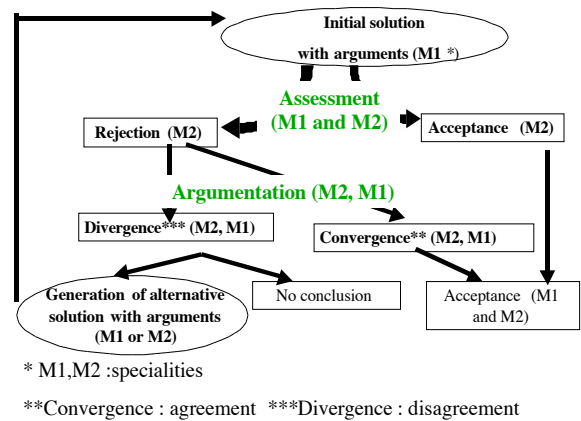 Initial solution
with arguments (M1 *)
Assessment
(M1 and M2)
Rejection (M2)
Acceptance (M2)
Argumentation (M2, M1)
Divergence*** (M2, M1)
Convergence** (M2, M1)
Generation of alternative
solution with arguments
(M1 or M2)
No conclusion
Acceptance (M1
and M2)
* M1,M2 :specialities
**Convergence : agreement ***Divergence : disagreement